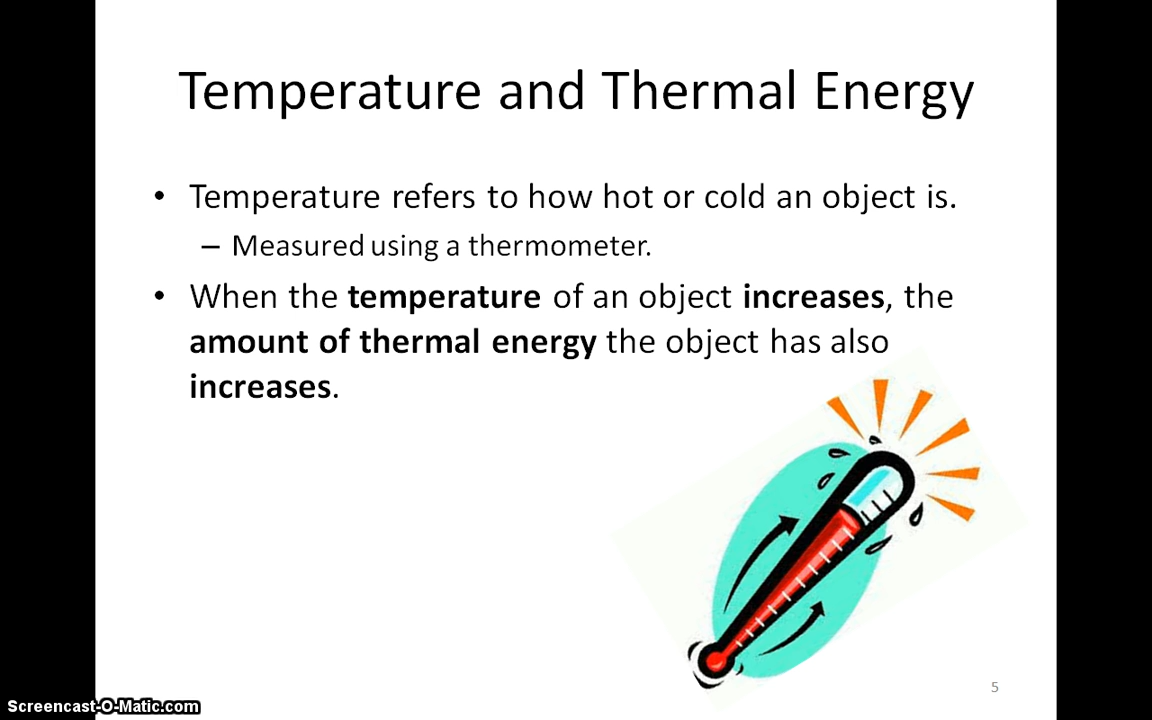 Temperature and Thermal Energy
• Temperature refers to how hot or cold an object is.
– Measured using a thermometer.
• When the temperature of an object increases, the
amount of thermal energy the object has also
increases.
5
Screencast-O-Matic.com